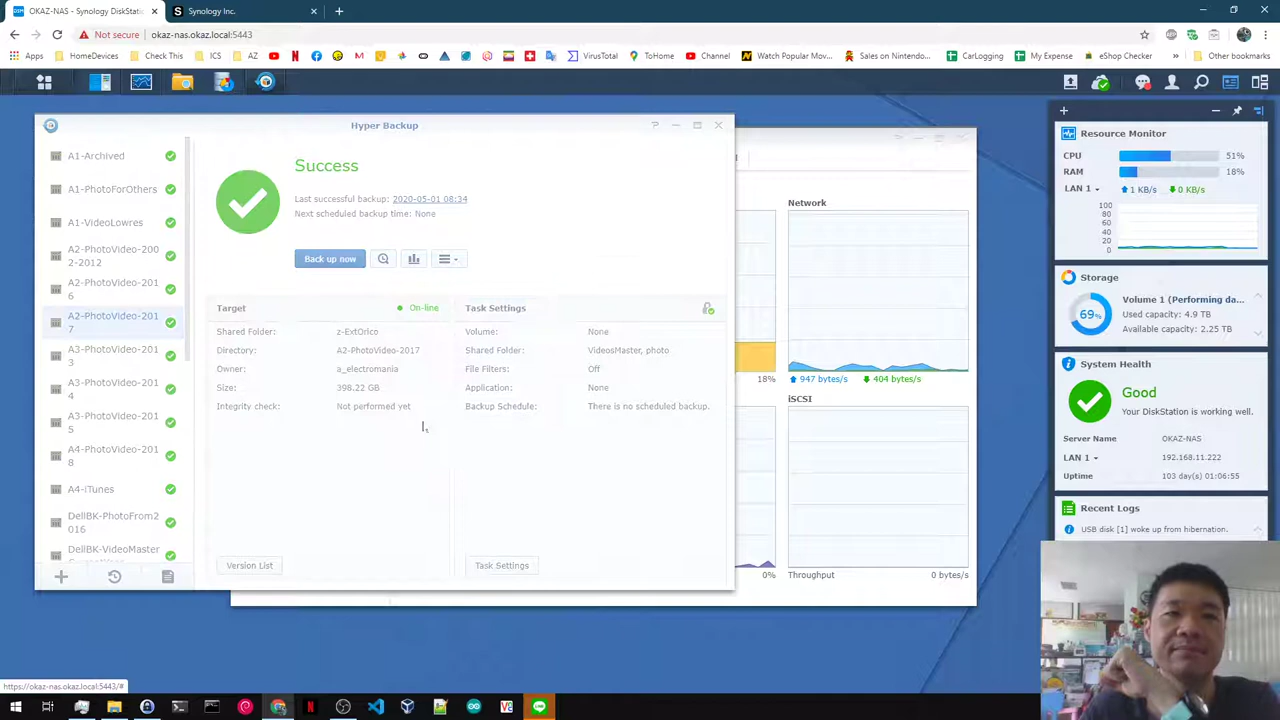 OKAZ-NAS - Synology DiskStatio
Synology Inc.
Not secure
okaz-nas.okaz.local:5443
Apps
HomeDevices
Check This
ICS
AZ
VirusTotal
ToHome
Channel
Watch Popular Mov...
Sales on Nintendo...
CarLogging
My Expense
eShop Checker
Other bookmarks
Hyper Backup
A1-Archived
A1-PhotoForOthers
A1-VideoLowres
A2-PhotoVideo-200
2-2012
A2-PhotoVideo-201
6
A2-PhotoVideo-201
7
A3-PhotoVideo-201
3
A3-PhotoVideo-201
4
A3-PhotoVideo-201
5
A4-PhotoVideo-201
8
A4-iTunes
DellBK-PhotoFrom2
016
DellBK-VideoMaster
Success
Last successful backup: 2020-05-01 08:34
Next scheduled backup time: None
Back up now
Target
On-line
Shared Folder: z-ExtOrico
Directory: A2-PhotoVideo-2017
Owner: a_electromania
Size: 398.22 GB
Integrity check: Not performed yet
Version List
Task Settings
Volume: None
Shared Folder: VideosMaster, photo
File Filters: Off
Application: None
Backup Schedule: There is no scheduled backup.
Task Settings
Network
18%
947 bytes/s
404 bytes/s
iSCSI
0%
Throughput
0 bytes/s
Resource Monitor
CPU
51%
RAM
18%
LAN 1
1 KB/s
0 KB/s
100
80
60
40
20
0
Storage
69%
Volume 1 (Performing da...
Used capacity: 4.9 TB
Available capacity: 2.25 TB
System Health
Good
Your DiskStation is working well.
Server Name OKAZ-NAS
LAN 1 192.168.11.222
Uptime 103 day(s) 01:06:55
Recent Logs
USB disk [1] woke up from hibernation.
https://okaz-nas.okaz.local:5443/#